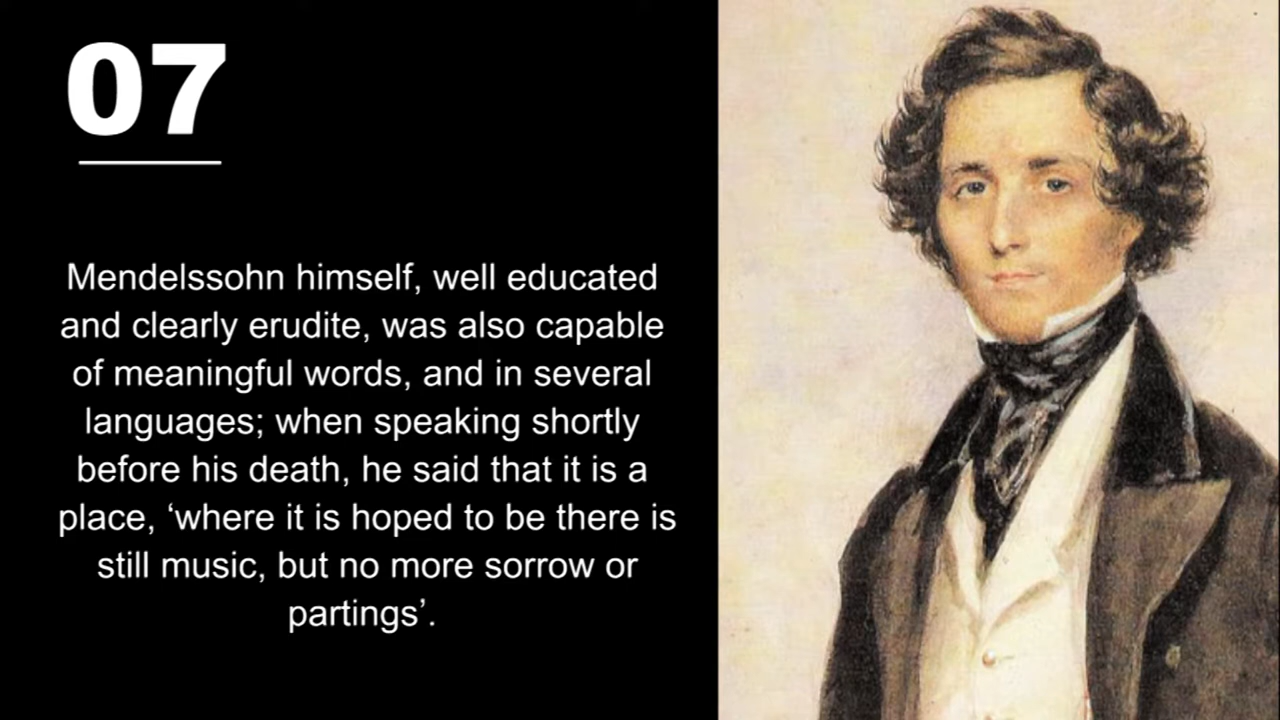 07
Mendelssohn himself, well educated
and clearly erudite, was also capable
of meaningful words, and in several
languages; when speaking shortly
before his death, he said that it is a
place, ‘where it is hoped to be there is
still music, but no more sorrow or
partings’.